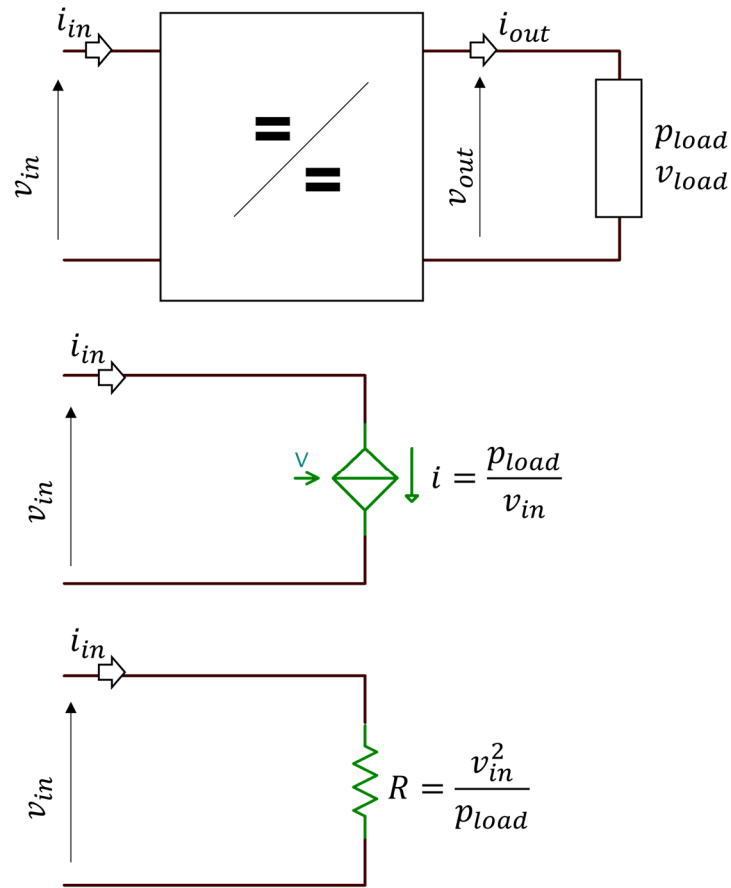 i_in
i_out
v_in
v_out
p_load
v_load
i_in
v_in
V
i = p_load / v_in
i_in
v_in
R = v_in^2 / p_load